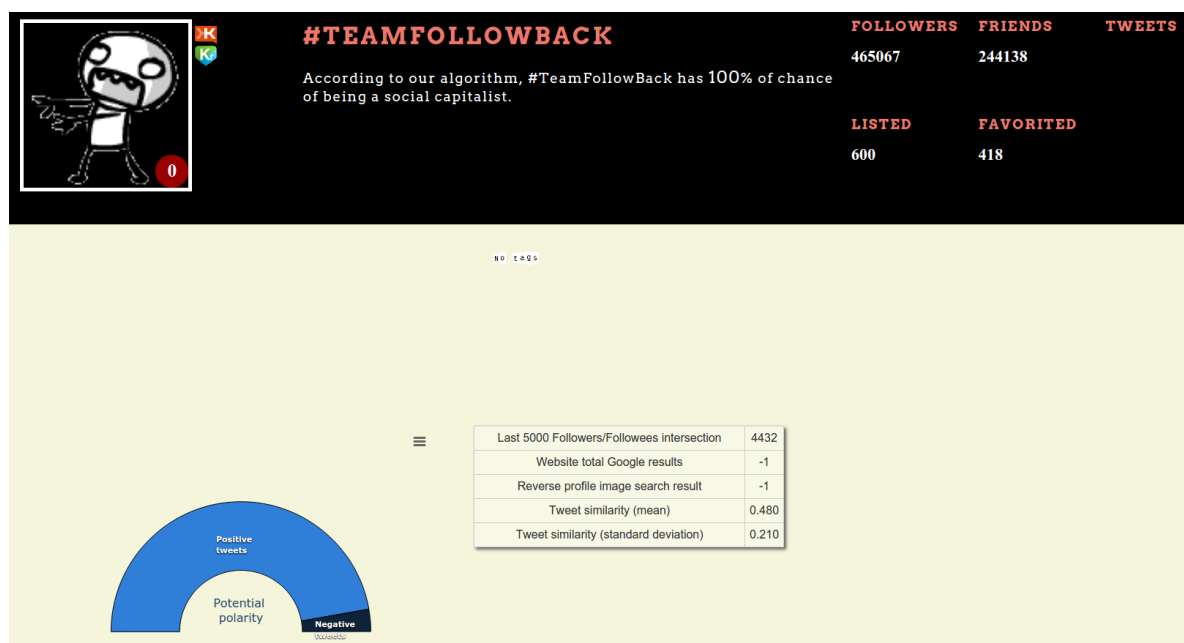 K
Kr
0
#TEAMFOLLOWBACK
According to our algorithm, #TeamFollowBack has 100% of chance
of being a social capitalist.
FOLLOWERS FRIENDS TWEETS
465067 244138
LISTED FAVORITED
600 418
No tags
Last 5000 Followers/Followees intersection 4432
Website total Google results -1
Reverse profile image search result -1
Tweet similarity (mean) 0.480
Tweet similarity (standard deviation) 0.210
Positive
tweets
Potential
polarity
Negative
tweets